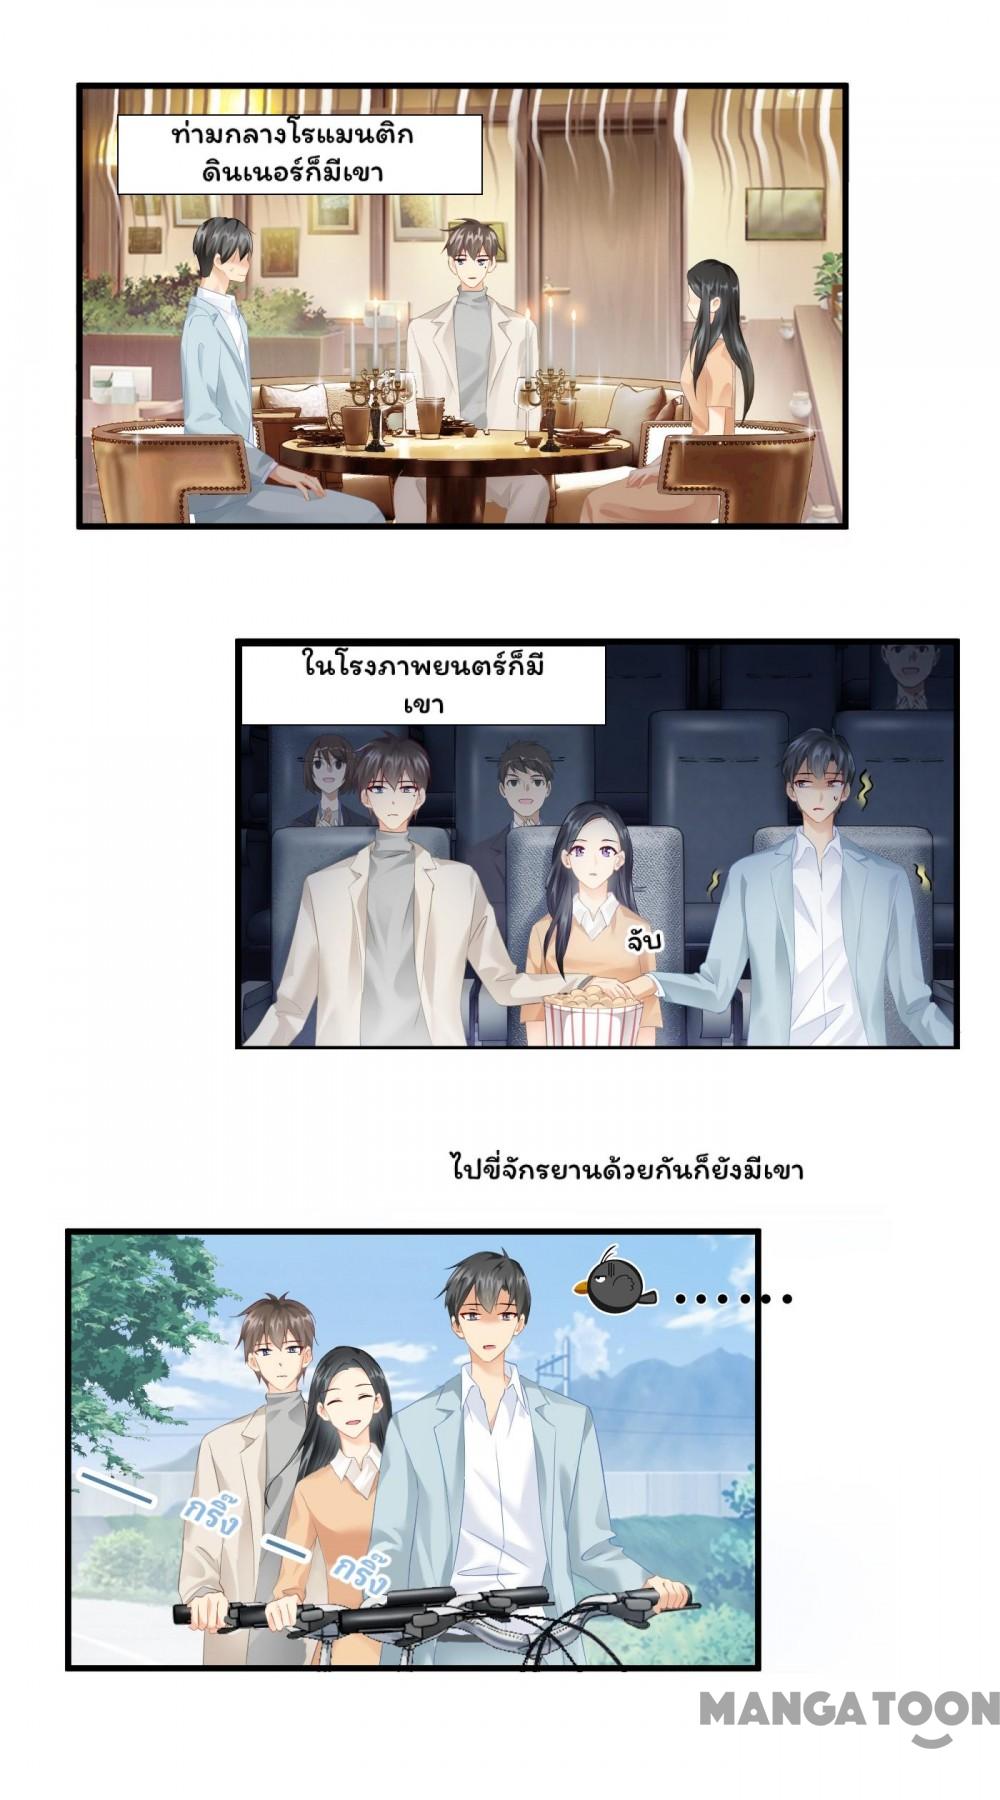 ท่ามกลางโรแมนติก
ดินเนอร์ก็มีเขา
ในโรงภาพยนตร์ก็มี
เขา
จับ
ไปขี่จักรยานด้วยกันก็ยังมีเขา
......
กริ๊ง
กริ๊ง
MANGATOON